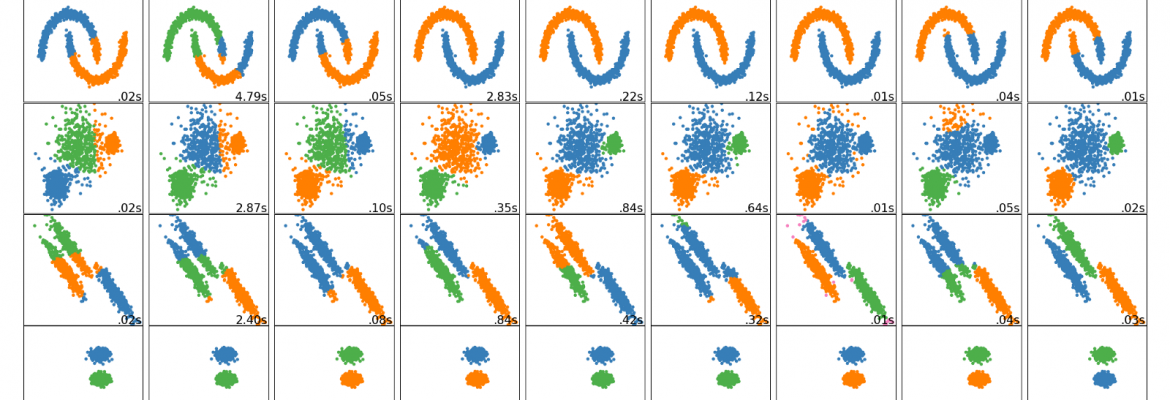 .02s 4.79s .05s 2.83s .22s .12s .01s .04s .01s
.02s 2.87s .10s .35s .84s .64s .01s .05s .02s
.02s 2.40s .08s .84s .42s .32s .01s .04s .03s